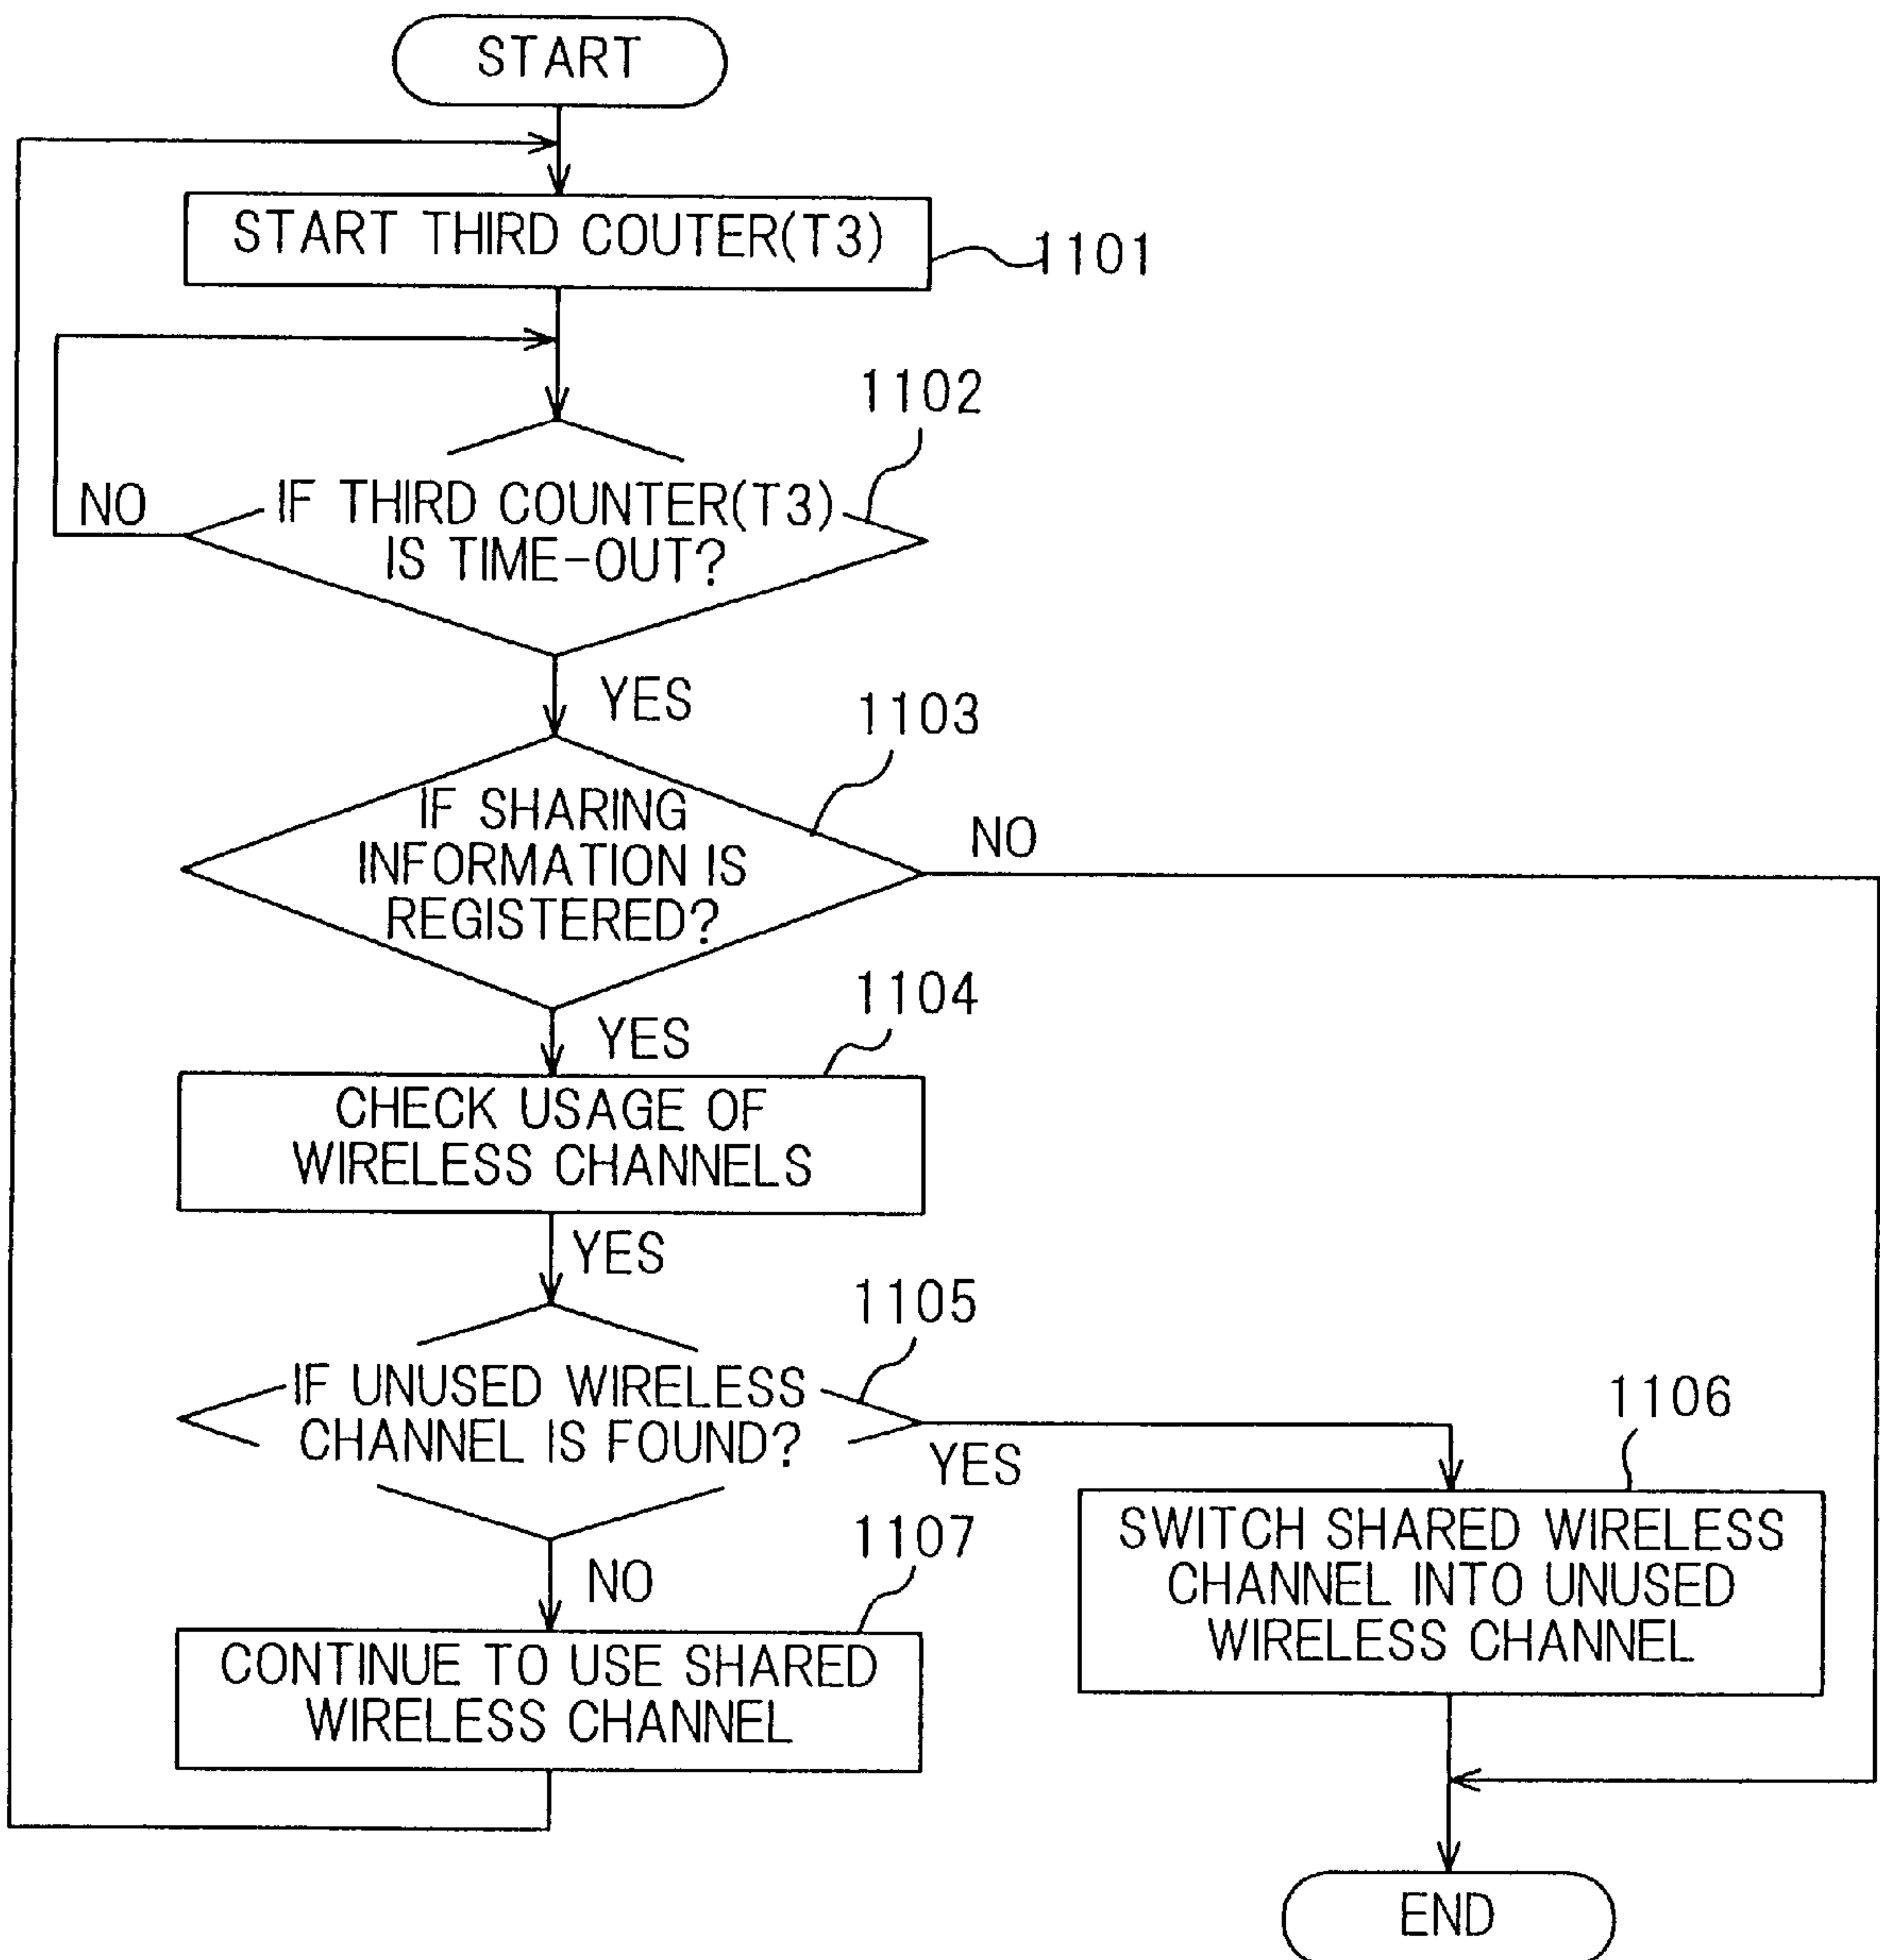 START
START THIRD COUTER(T3)
1101
1102
NO
IF THIRD COUNTER(T3)
IS TIME-OUT?
YES
1103
IF SHARING
INFORMATION IS
REGISTERED?
NO
YES
1104
CHECK USAGE OF
WIRELESS CHANNELS
YES
1105
IF UNUSED WIRELESS
CHANNEL IS FOUND?
YES
1106
SWITCH SHARED WIRELESS
CHANNEL INTO UNUSED
WIRELESS CHANNEL
NO
1107
CONTINUE TO USE SHARED
WIRELESS CHANNEL
END